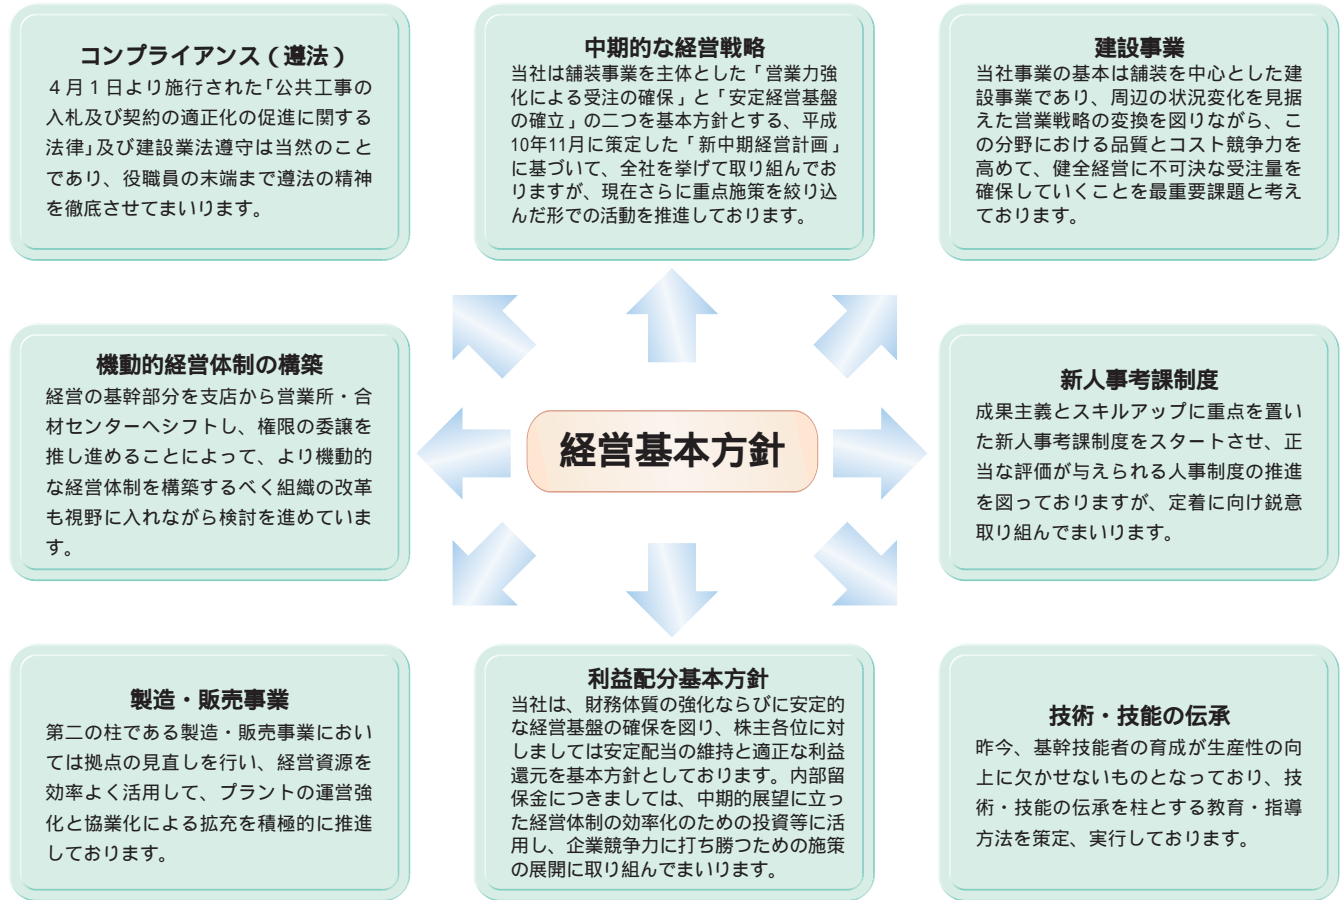 コンプライアンス（遵法）
４月１日より施行された「公共工事の
入札及び契約の適正化の促進に関する
法律」及び建設業法遵守は当然のこと
であり、役職員の末端まで遵法の精神
を徹底させてまいります。
中期的な経営戦略
当社は舗装事業を主体とした「営業力強
化による受注の確保」と「安定経営基盤
の確立」の二つを基本方針とする、平成
10年11月に策定した「新中期経営計画」
に基づいて、全社を挙げて取り組んでお
りますが、現在さらに重点施策を絞り込
んだ形での活動を推進しております。
建設事業
当社事業の基本は舗装を中心とした建
設事業であり、周辺の状況変化を見据
えた営業戦略の変換を図りながら、こ
の分野における品質とコスト競争力を
高めて、健全経営に不可決な受注量を
確保していくことを最重要課題と考え
ております。
機動的経営体制の構築
経営の基幹部分を支店から営業所・合
材センターへシフトし、権限の委譲を
推し進めることによって、より機動的
な経営体制を構築するべく組織の改革
も視野に入れながら検討を進めていま
す。
経営基本方針
新人事考課制度
成果主義とスキルアップに重点を置い
た新人事考課制度をスタートさせ、正
当な評価が与えられる人事制度の推進
を図っておりますが、定着に向け鋭意
取り組んでまいります。
製造・販売事業
第二の柱である製造・販売事業におい
ては拠点の見直しを行い、経営資源を
効率よく活用して、プラントの運営強
化と協業化による拡充を積極的に推進
しております。
利益配分基本方針
当社は、財務体質の強化ならびに安定的
な経営基盤の確保を図り、株主各位に対
しましては安定配当の維持と適正な利益
還元を基本方針としております。内部留
保金につきましては、中期的展望に立っ
た経営体制の効率化のための投資等に活
用し、企業競争力に打ち勝つための施策
の展開に取り組んでまいります。
技術・技能の伝承
昨今、基幹技能者の育成が生産性の向
上に欠かせないものとなっており、技
術・技能の伝承を柱とする教育・指導
方法を策定、実行しております。